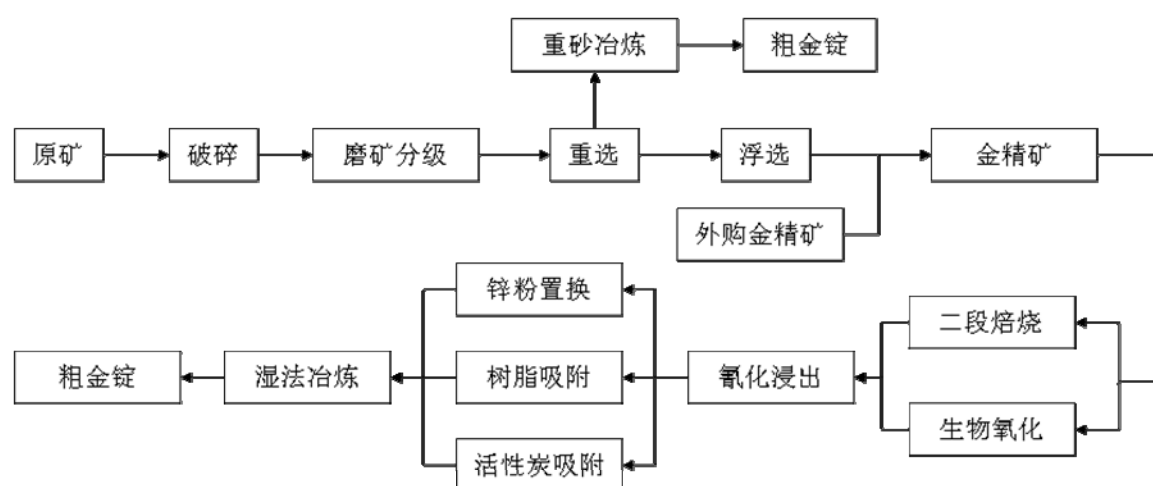 重砂冶炼
粗金锭
原矿
破碎
磨矿分级
重选
浮选
金精矿
外购金精矿
锌粉置换
二段焙烧
粗金锭
湿法冶炼
树脂吸附
氰化浸出
生物氧化
活性炭吸附